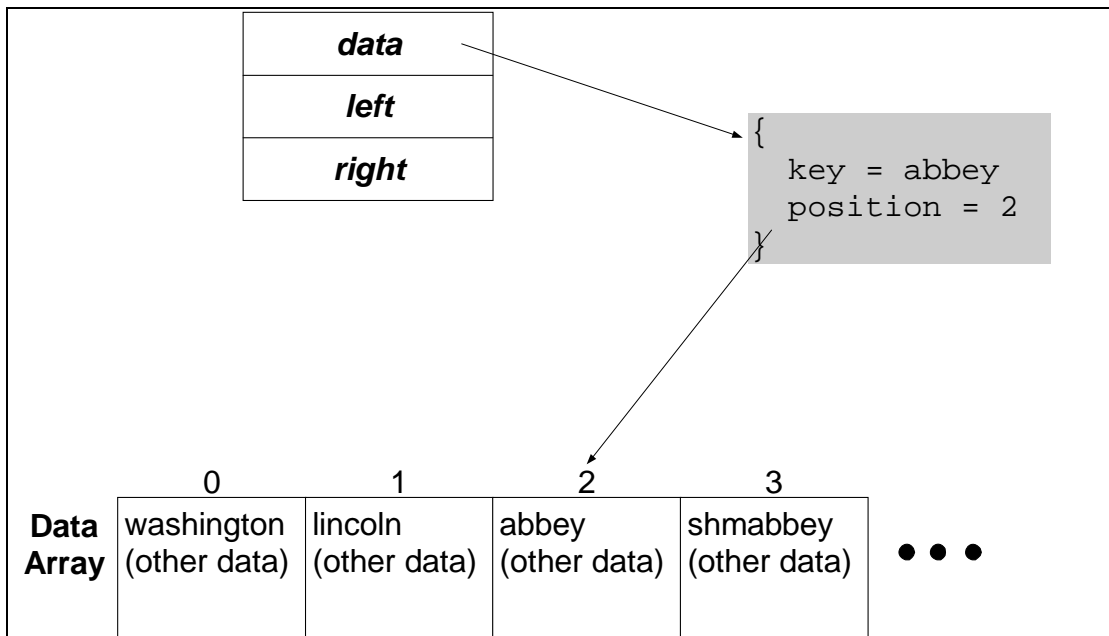 data
left
right
{
key = abbey
position = 2
}
0 1 2 3
Data Array
washington (other data)
lincoln (other data)
abbey (other data)
shmabbey (other data)